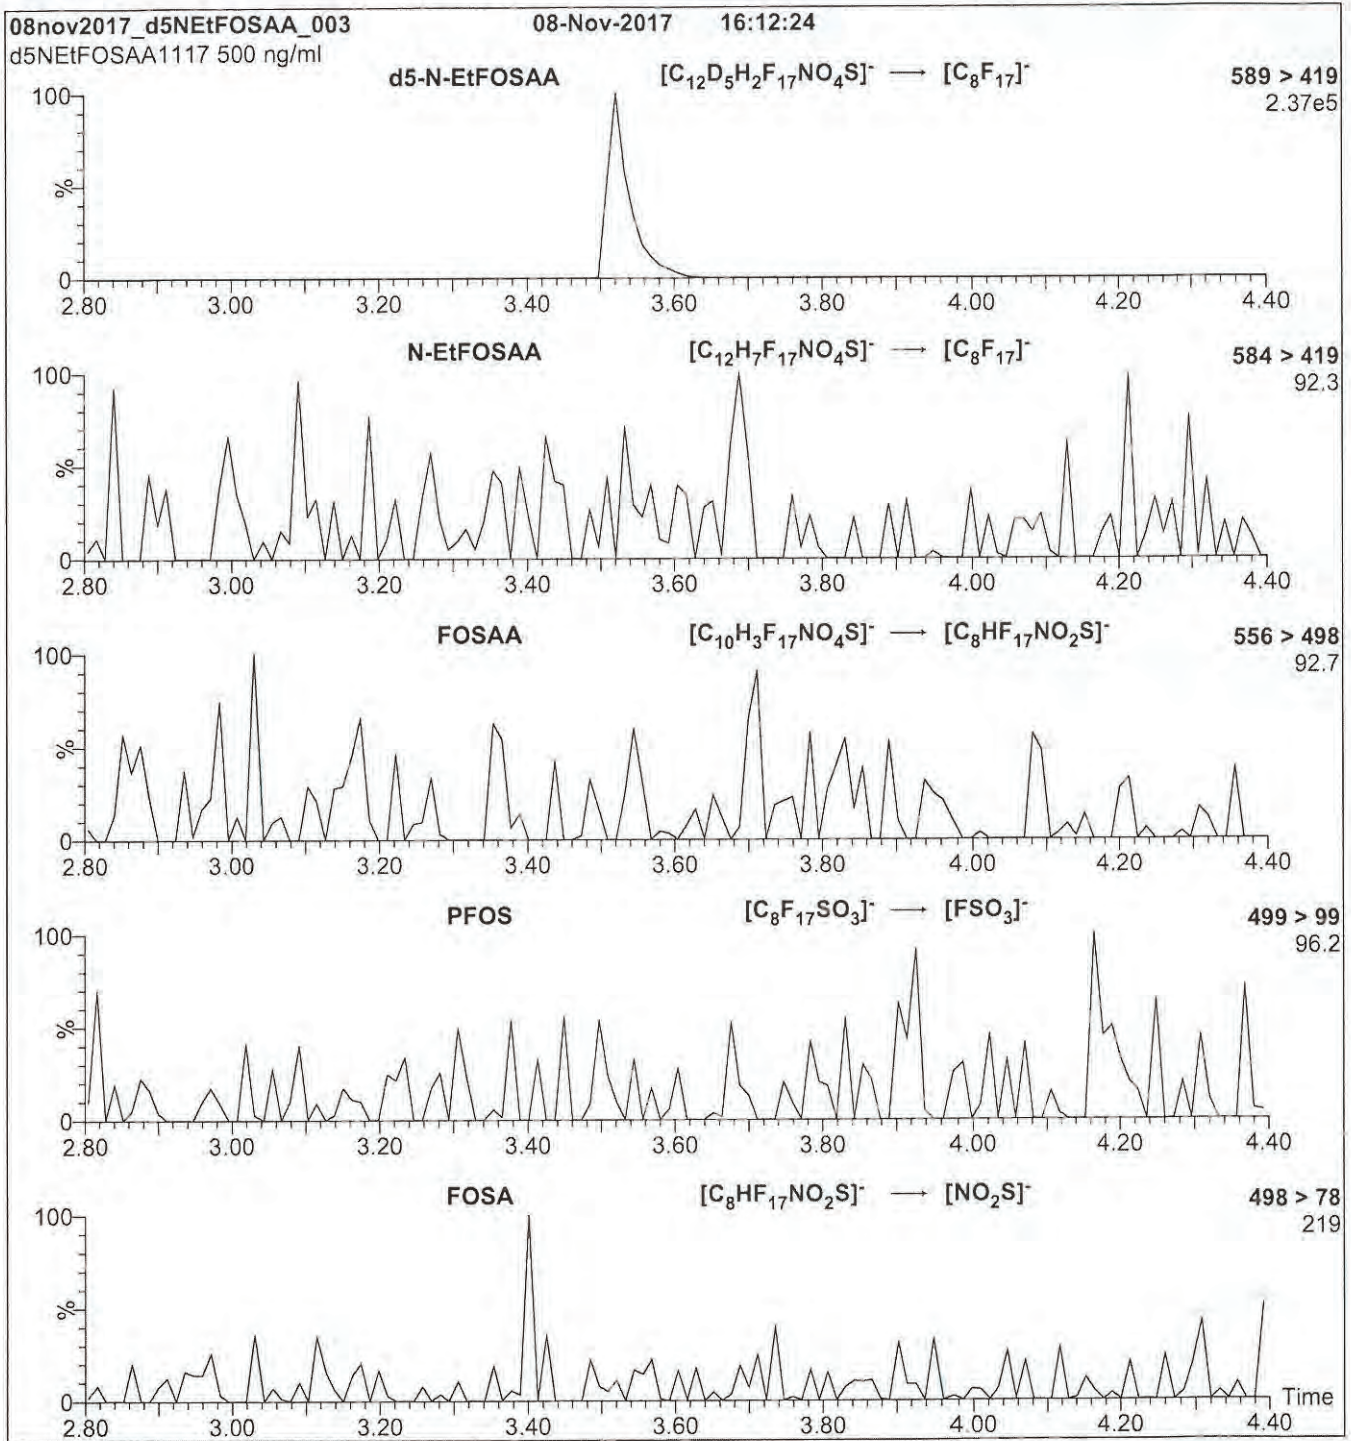 08nov2017_d5NEtFOSAA_003 08-Nov-2017 16:12:24
d5NEtFOSAA1117 500 ng/ml
d5-N-EtFOSAA [C12D5H2F17NO4S]- → [C8F17]- 589 > 419
2.37e5
100
%
0
2.80 3.00 3.20 3.40 3.60 3.80 4.00 4.20 4.40
N-EtFOSAA [C12H7F17NO4S]- → [C8F17]- 584 > 419
92.3
100
%
0
2.80 3.00 3.20 3.40 3.60 3.80 4.00 4.20 4.40
FOSAA [C10H3F17NO4S]- → [C8HF17NO2S]- 556 > 498
92.7
100
%
0
2.80 3.00 3.20 3.40 3.60 3.80 4.00 4.20 4.40
PFOS [C8F17SO3]- → [FSO3]- 499 > 99
96.2
100
%
0
2.80 3.00 3.20 3.40 3.60 3.80 4.00 4.20 4.40
FOSA [C8HF17NO2S]- → [NO2S]- 498 > 78
219
100
%
0
Time
2.80 3.00 3.20 3.40 3.60 3.80 4.00 4.20 4.40